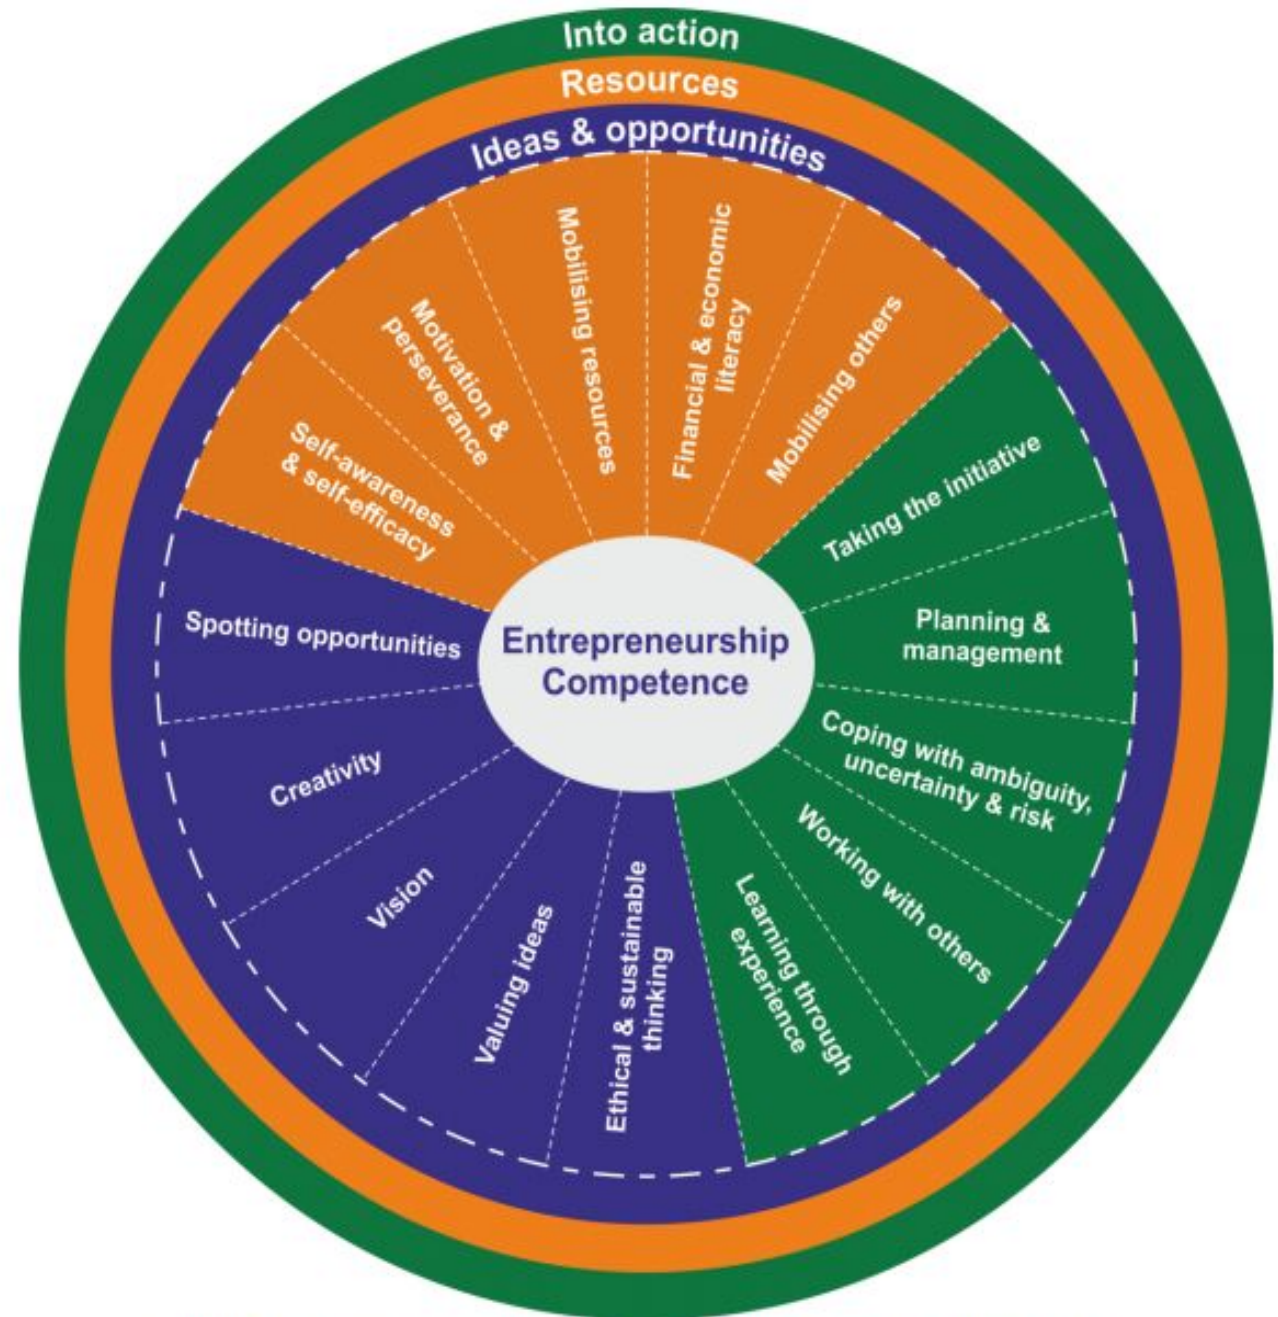 Into action
Resources
Ideas & opportunities
Mobilising resources
Financial & economic
literacy
Mobilising others
Motivation &
perseverance
Self-awareness
& self-efficacy
Taking the initiative
Planning &
management
Coping with ambiguity,
uncertainty & risk
Working with others
Learning through
experience
Ethical & sustainable
thinking
Valuing ideas
Vision
Creativity
Spotting opportunities
Entrepreneurship
Competence